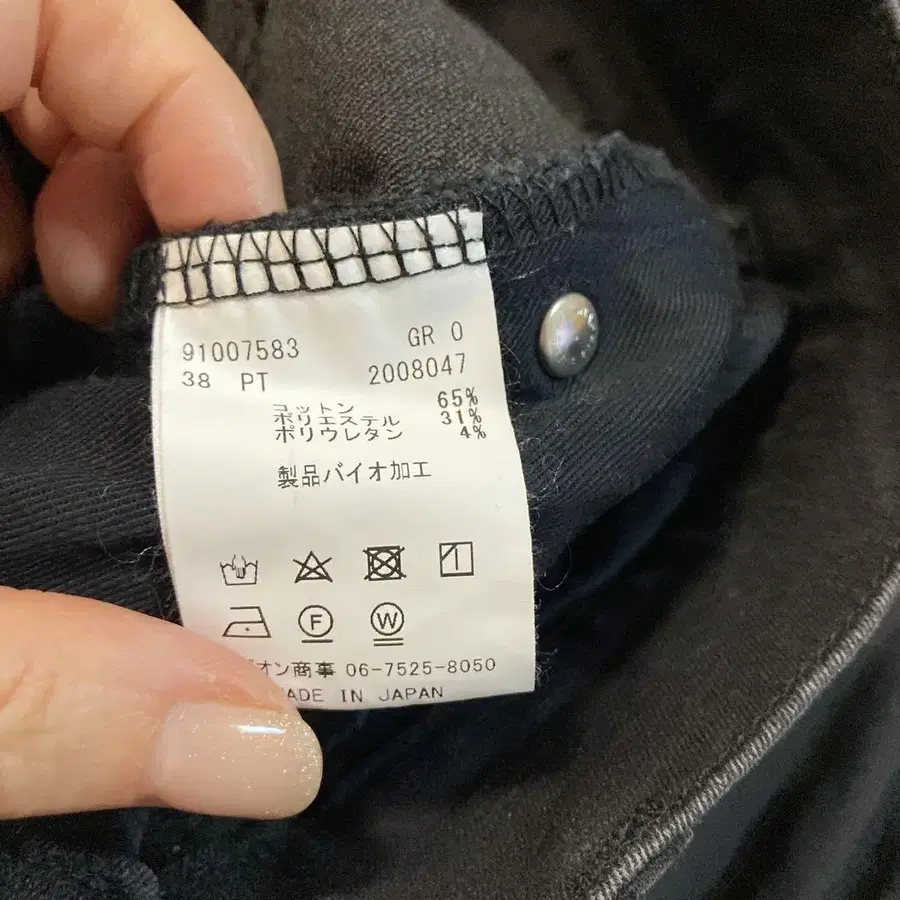 91007583 GR 0
38 PT 2008047
コットン 65%
ポリエステル 31%
ポリウレタン 4%
製品バイオ加工
F W
オン商事 06-7525-8050
ADE IN JAPAN